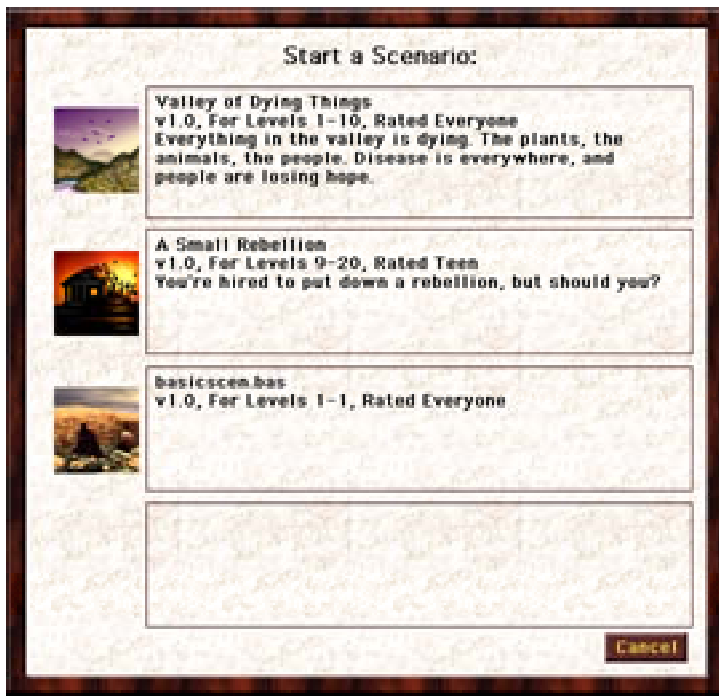 Start a Scenario:
Valley of Dying Things
v1.0, For Levels 1-10, Rated Everyone
Everything in the valley is dying. The plants, the
animals, the people. Disease is everywhere, and
people are losing hope.
A Small Rebellion
v1.0, For Levels 9-20, Rated Teen
You're hired to put down a rebellion, but should you?
basicscen.bas
v1.0, For Levels 1-1, Rated Everyone
Cancel